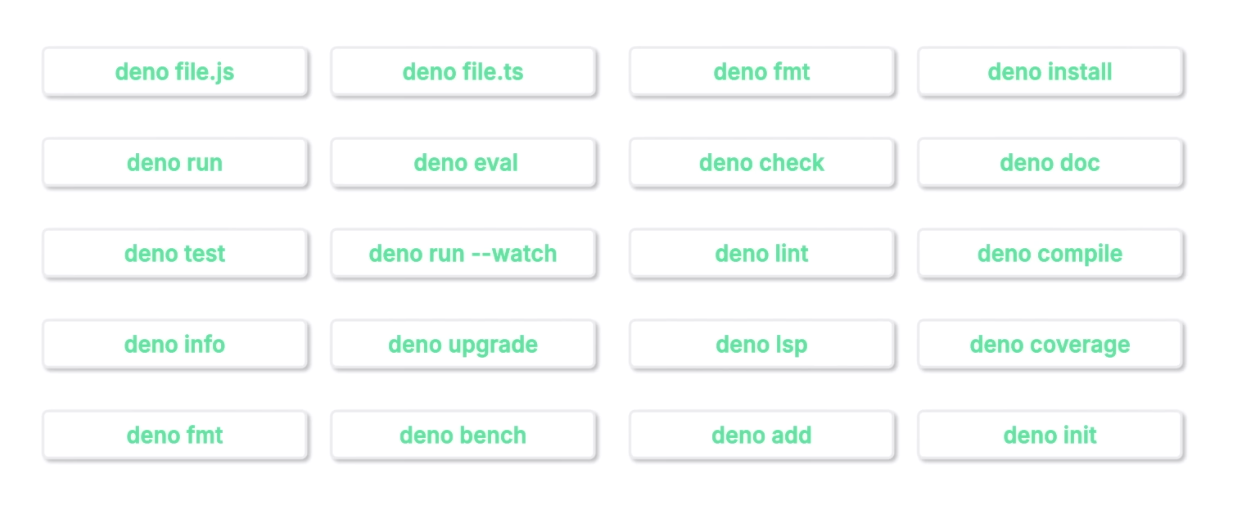 deno file.js
deno file.ts
deno fmt
deno install
deno run
deno eval
deno check
deno doc
deno test
deno run --watch
deno lint
deno compile
deno info
deno upgrade
deno lsp
deno coverage
deno fmt
deno bench
deno add
deno init